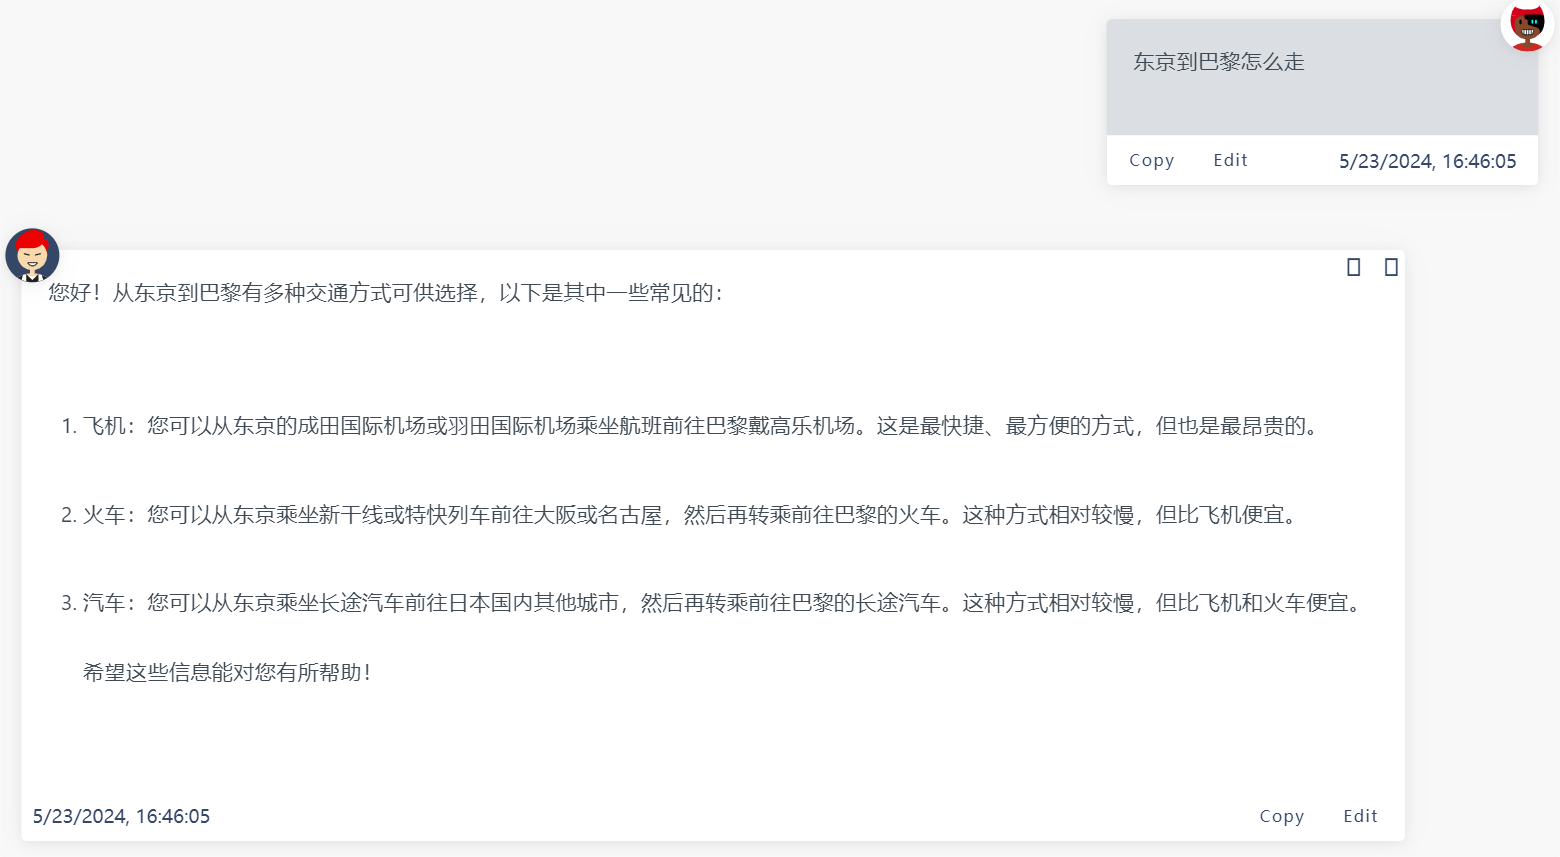 东京到巴黎怎么走
Copy Edit 5/23/2024, 16:46:05
您好！从东京到巴黎有多种交通方式可供选择，以下是其中一些常见的：
1. 飞机：您可以从东京的成田国际机场或羽田国际机场乘坐航班前往巴黎戴高乐机场。这是最快捷、最方便的方式，但也是最昂贵的。
2. 火车：您可以从东京乘坐新干线或特快列车前往大阪或名古屋，然后再转乘前往巴黎的火车。这种方式相对较慢，但比飞机便宜。
3. 汽车：您可以从东京乘坐长途汽车前往日本国内其他城市，然后再转乘前往巴黎的长途汽车。这种方式相对较慢，但比飞机和火车便宜。
希望这些信息能对您有所帮助！
5/23/2024, 16:46:05 Copy Edit